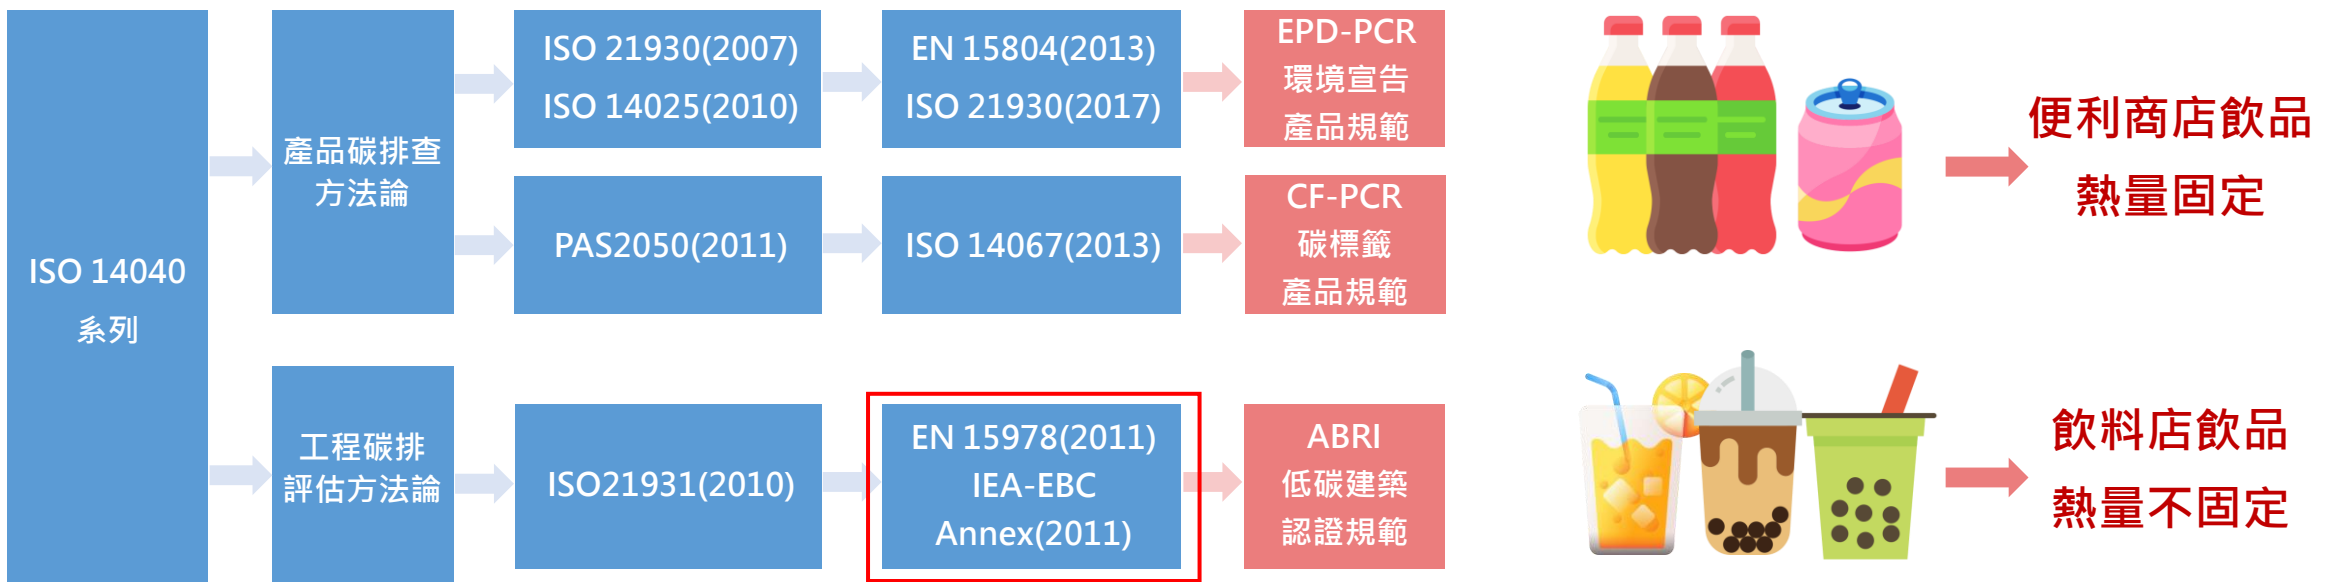 ISO 14040
系列
產品碳排查
方法論
ISO 21930(2007)
ISO 14025(2010)
EN 15804(2013)
ISO 21930(2017)
EPD-PCR
環境宣告
產品規範
PAS2050(2011)
ISO 14067(2013)
CF-PCR
碳標籤
產品規範
工程碳排
評估方法論
ISO21931(2010)
EN 15978(2011)
IEA-EBC
Annex(2011)
ABRI
低碳建築
認證規範
便利商店飲品
熱量固定
飲料店飲品
熱量不固定